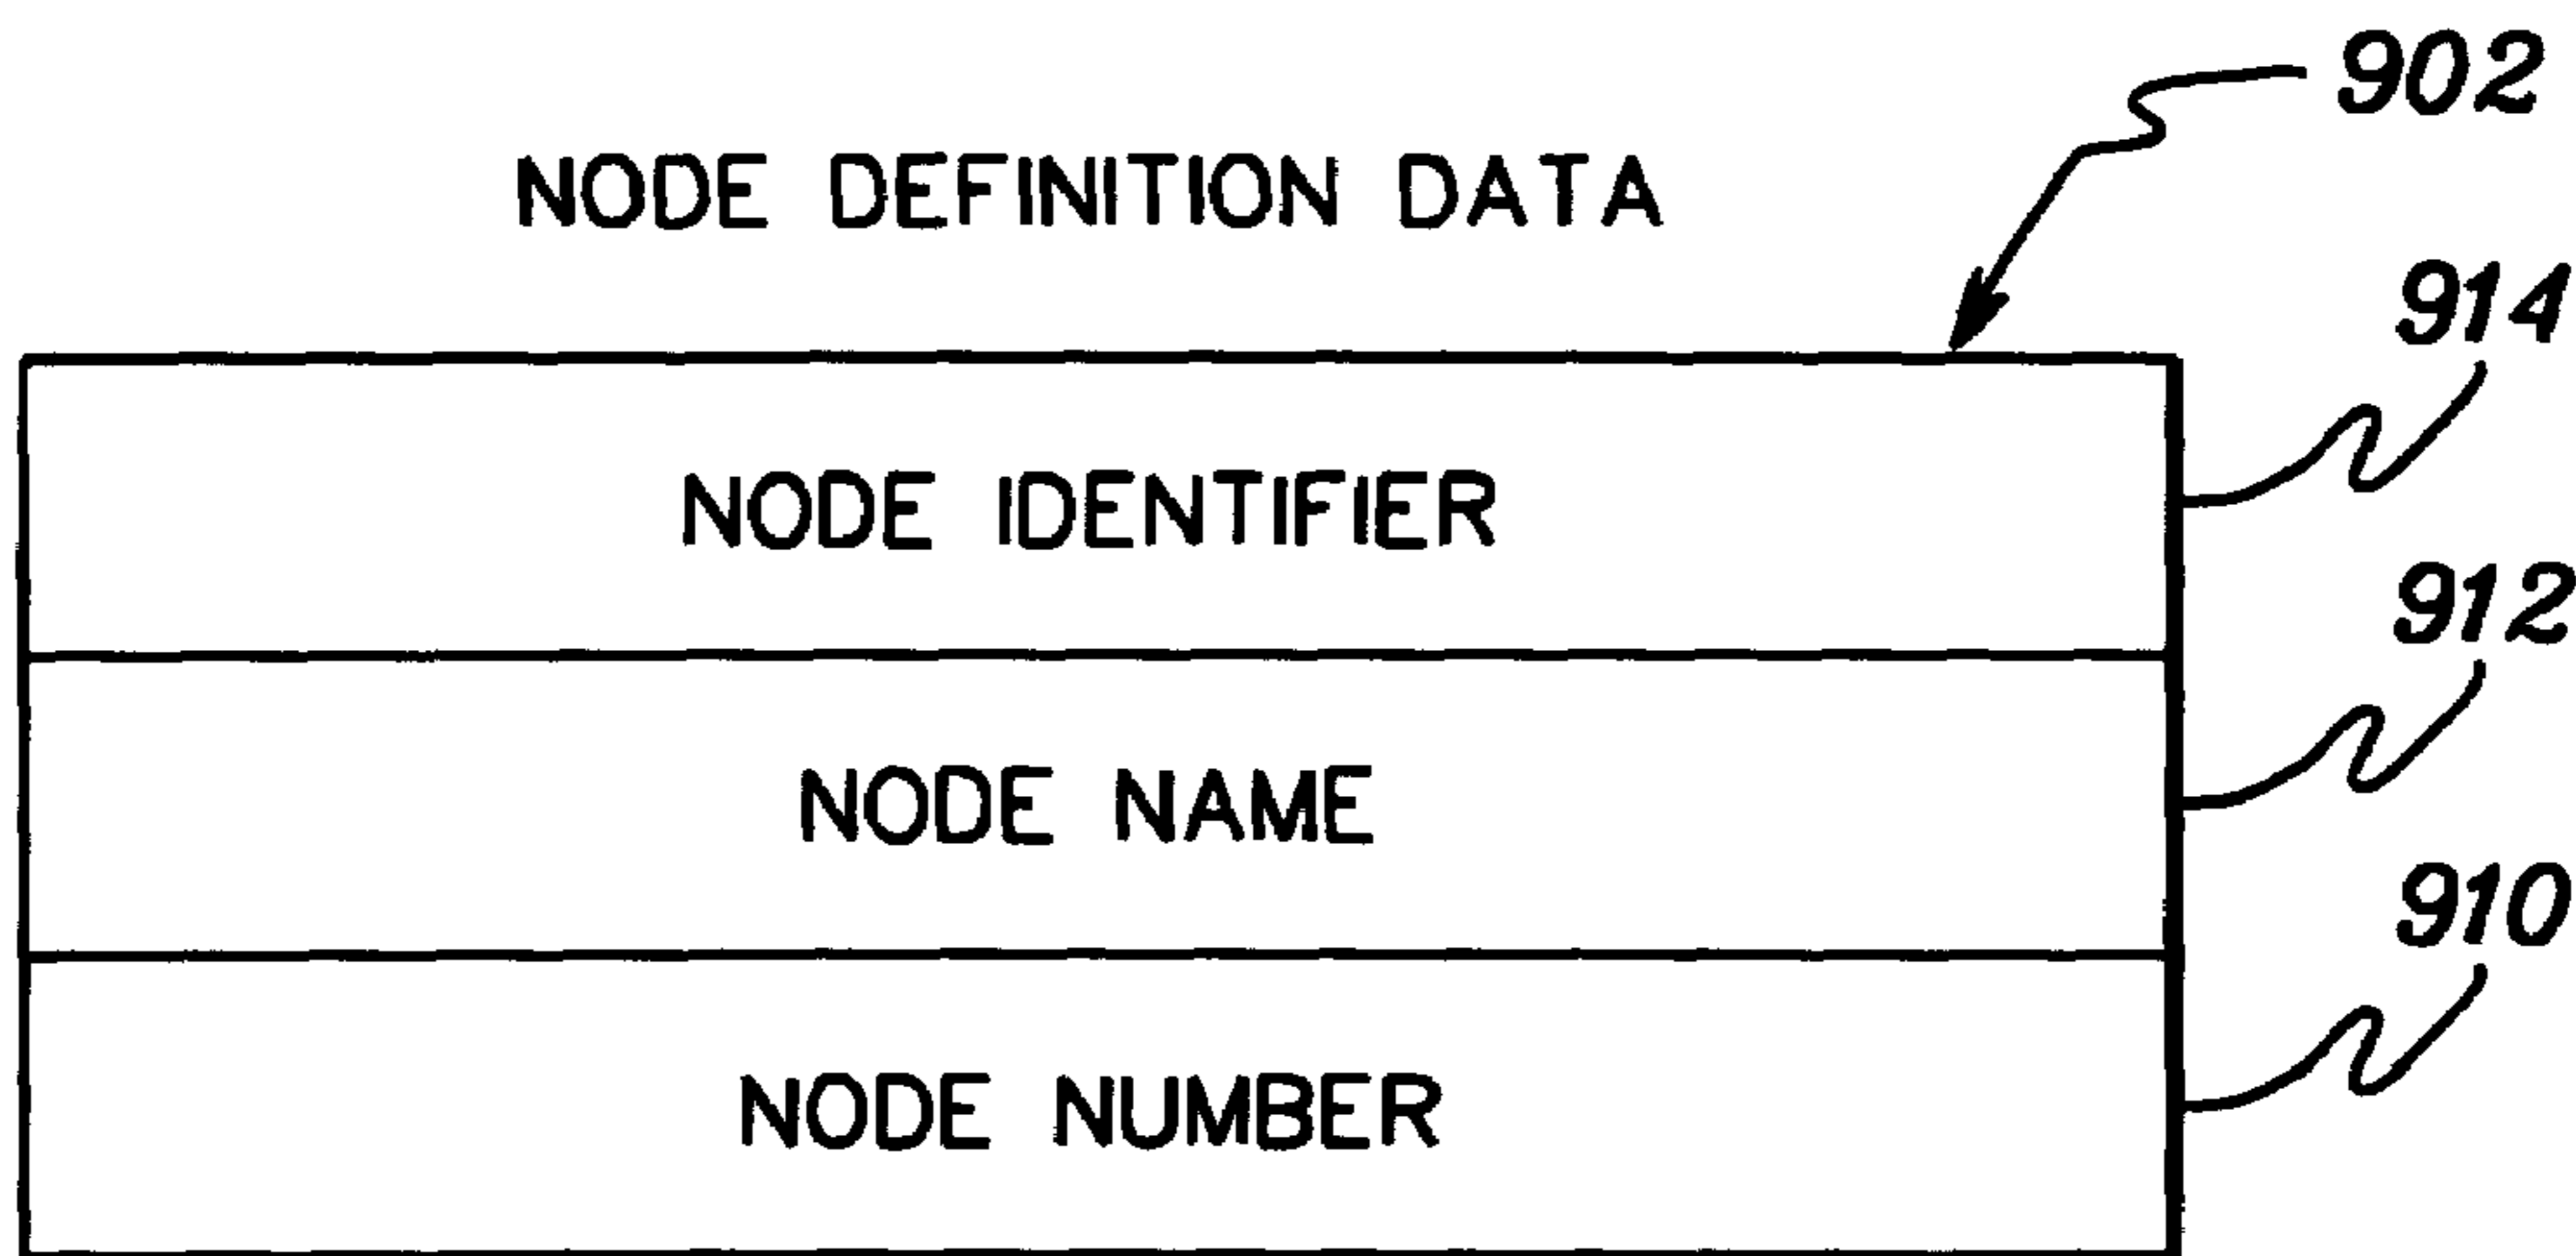 902
NODE DEFINITION DATA
914
NODE IDENTIFIER
912
NODE NAME
910
NODE NUMBER